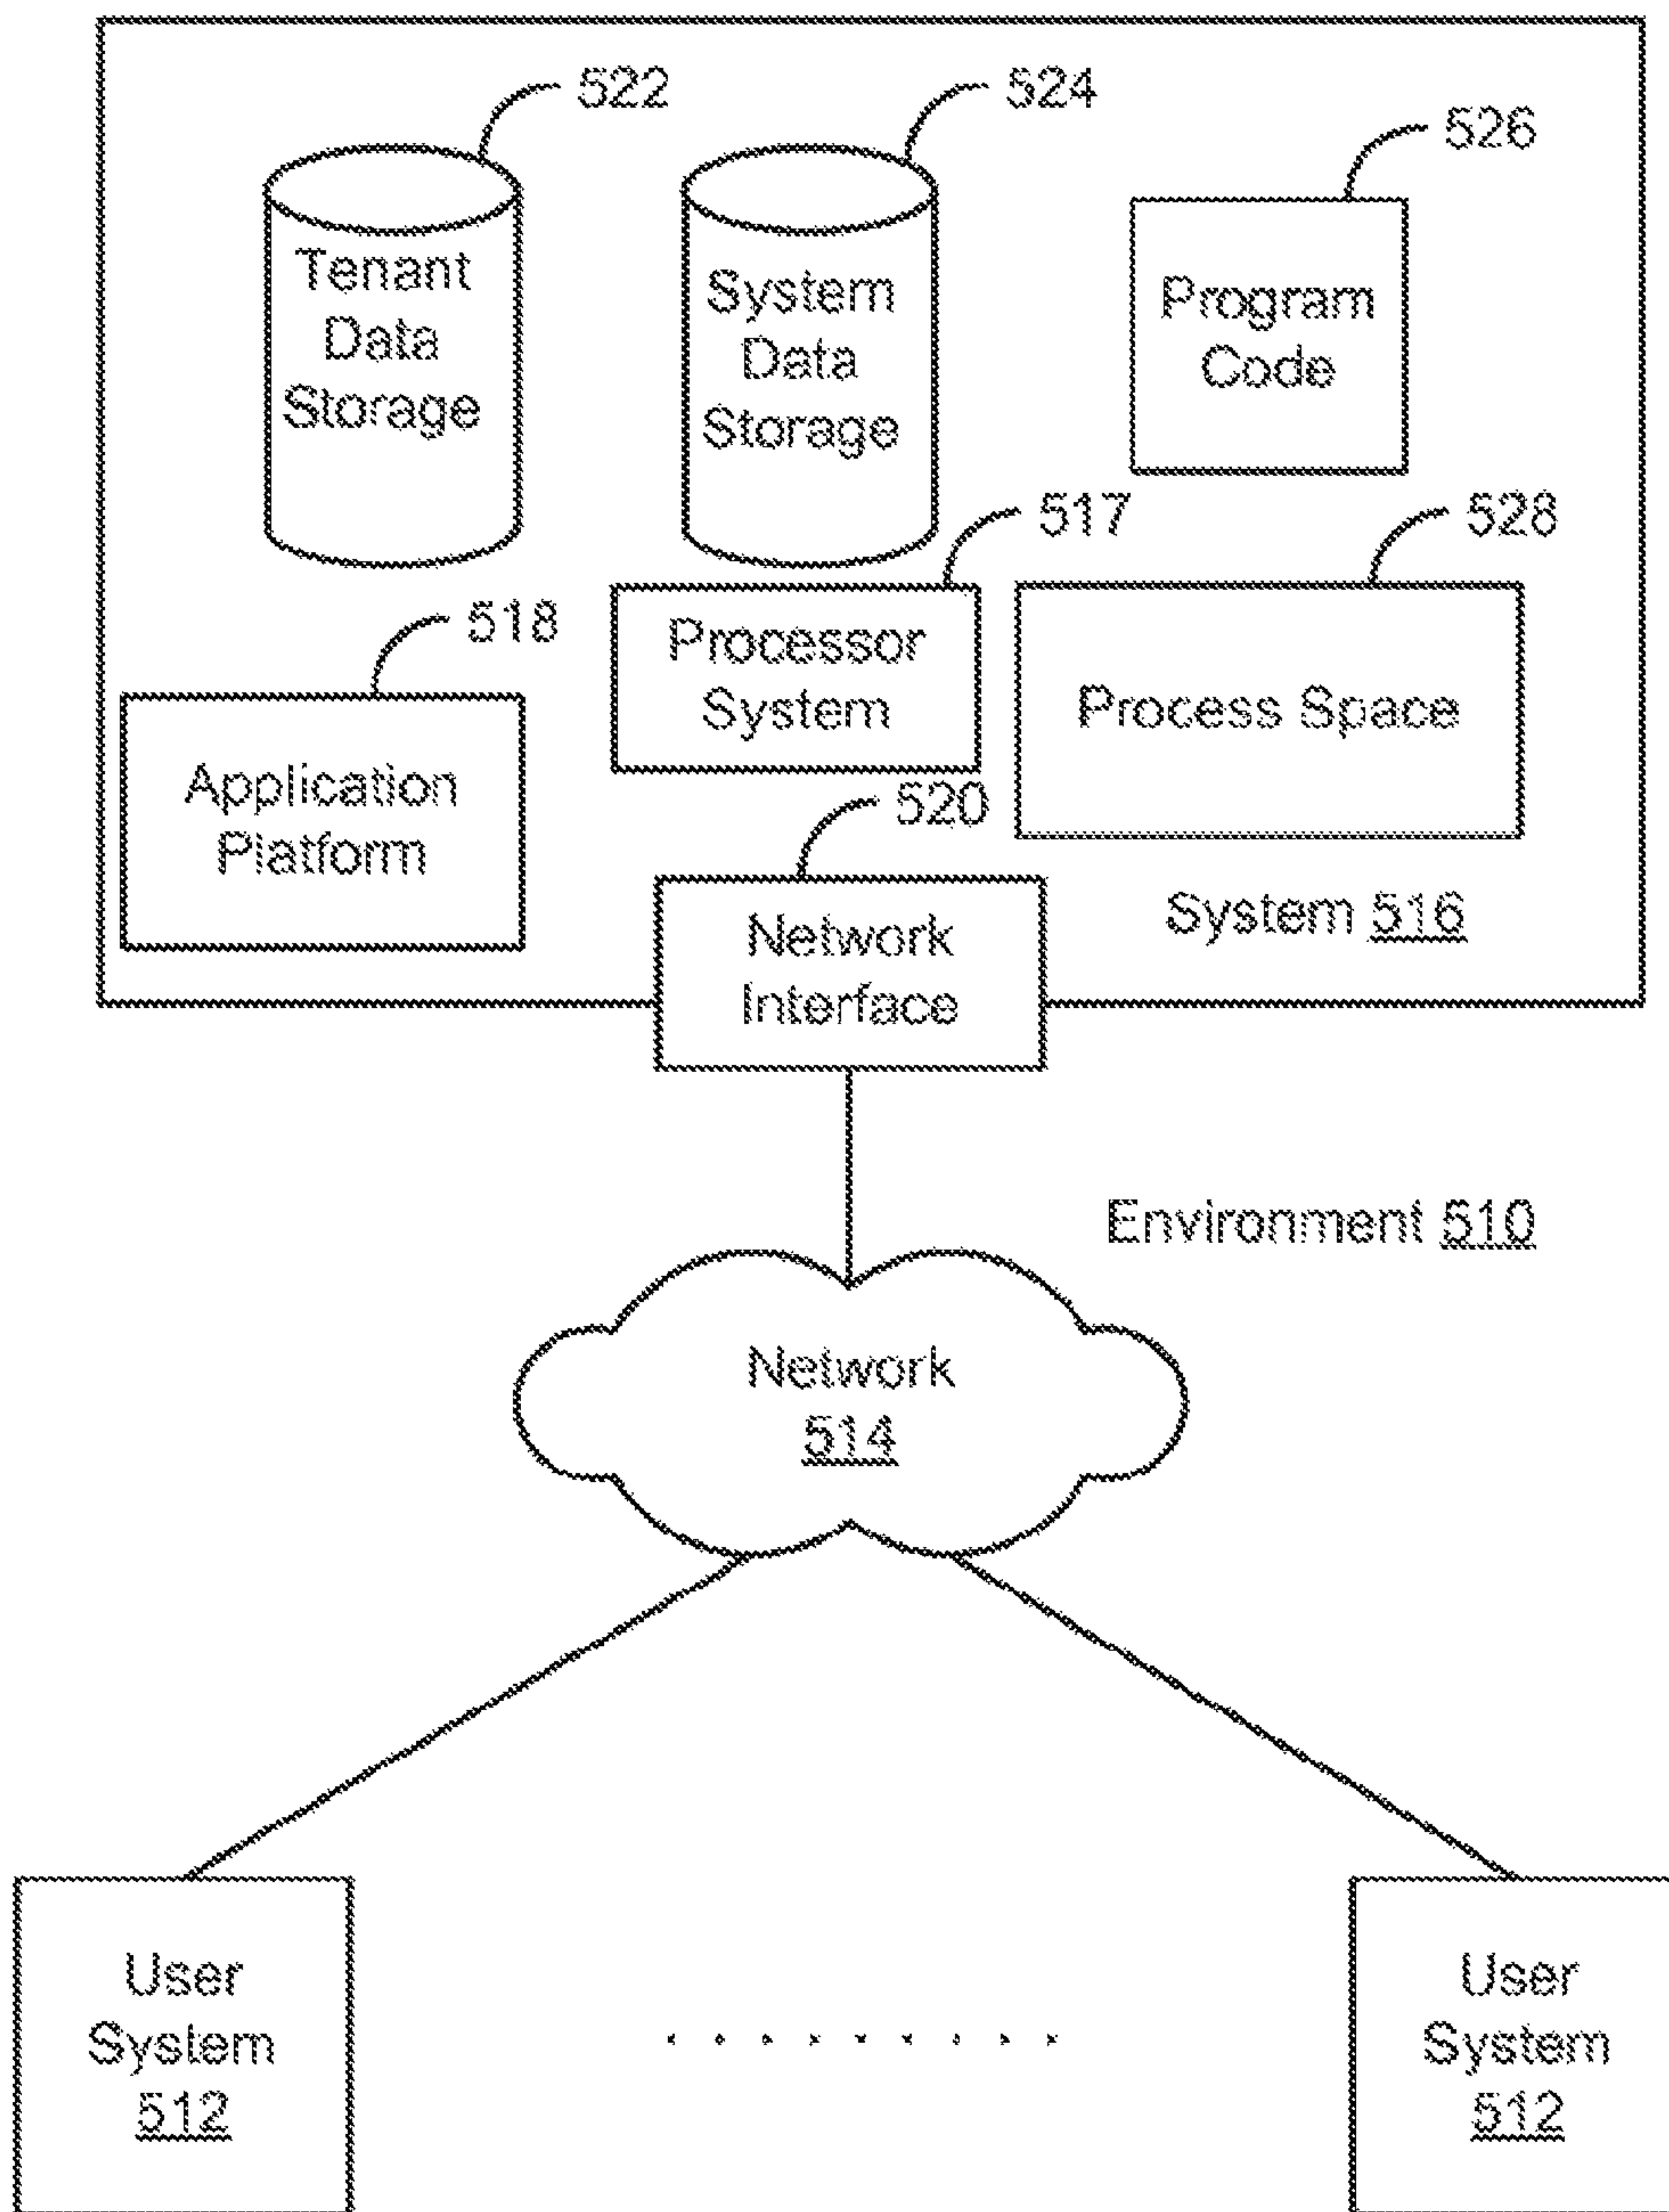 522
524
526
Tenant
Data
Storage
System
Data
Storage
Program
Code
517
528
518
Processor
System
Process Space
Application
Platform
520
Network
Interface
System 516
Environment 510
Network
514
User
System
512
User
System
512